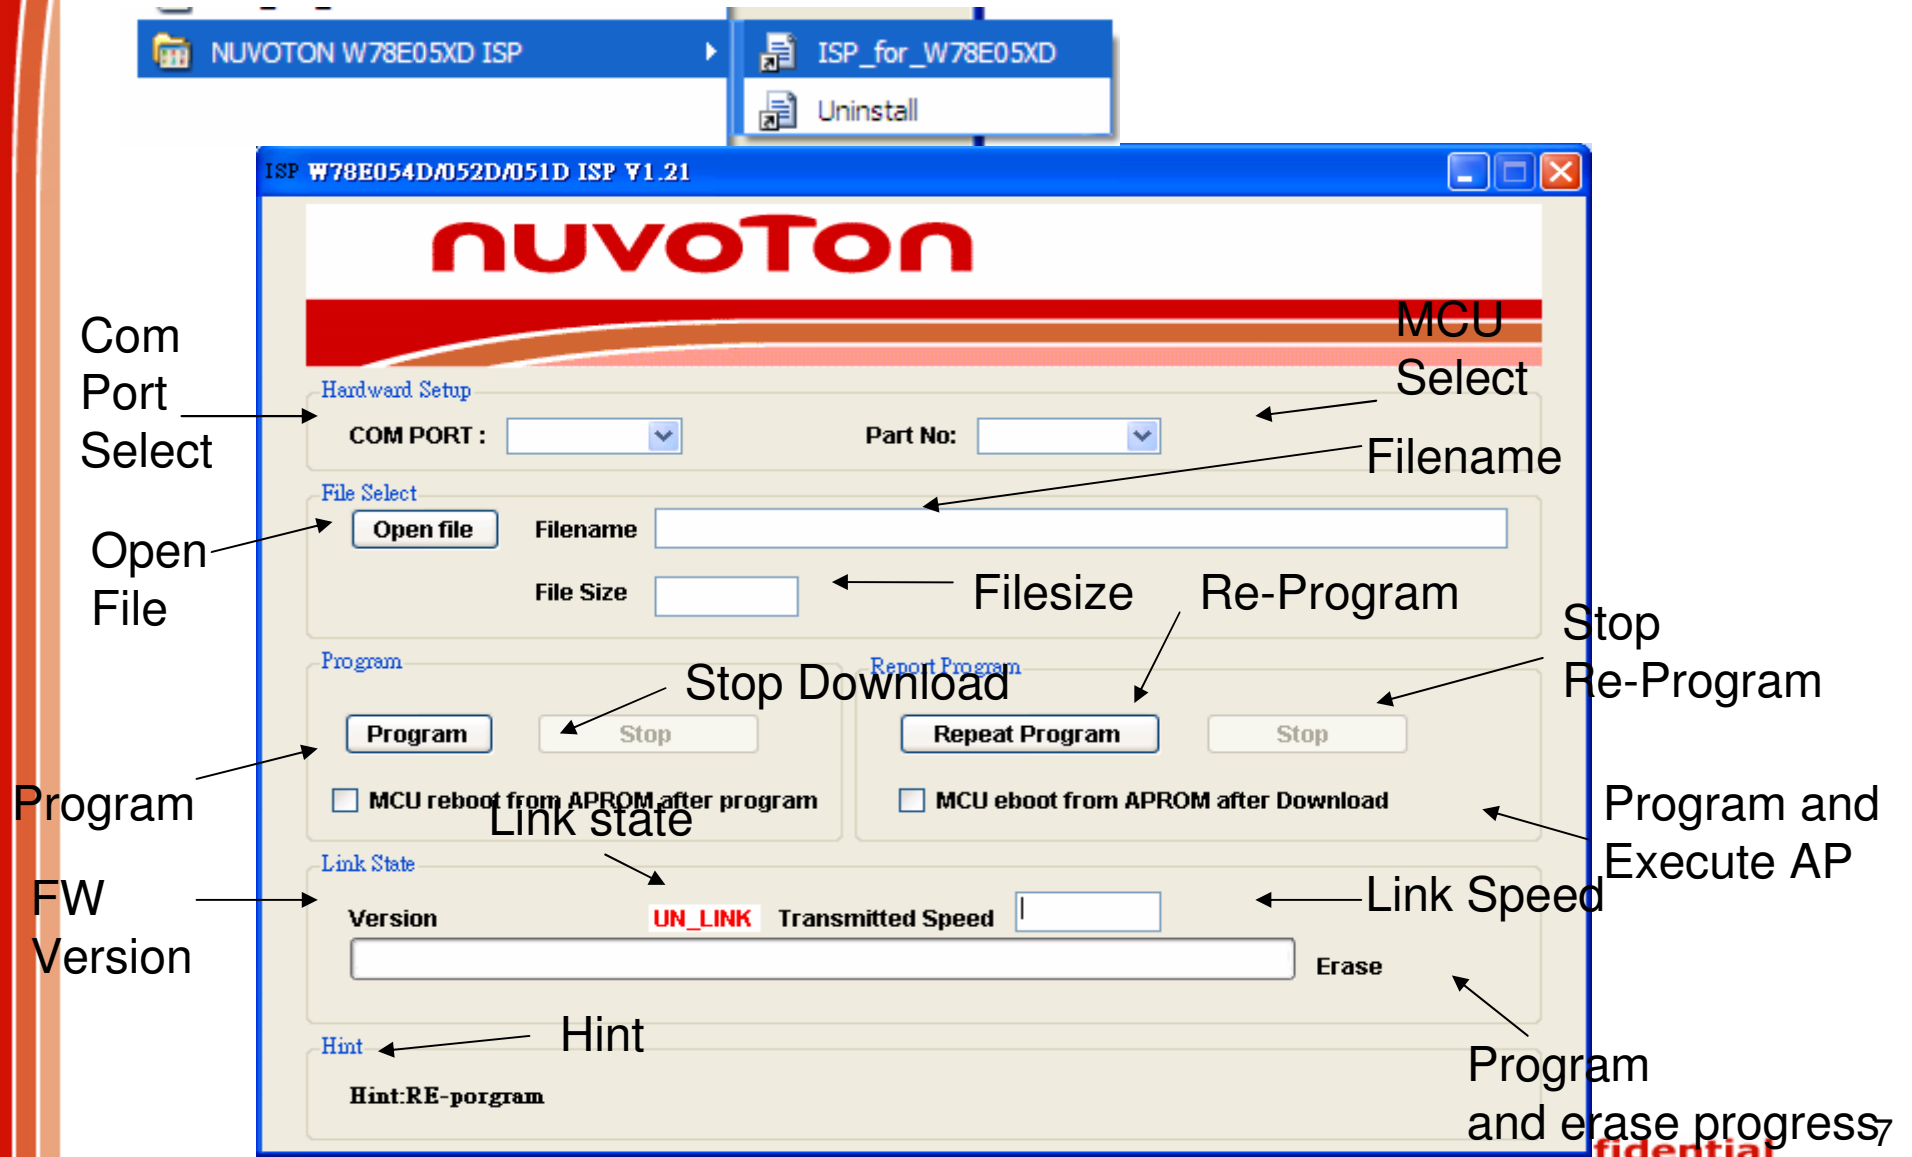 NUVOTON W78E05XD ISP
ISP_for_W78E05XD
Uninstall
ISP W78E054D/052D/051D ISP V1.21
nuvoTon
Com
Port
Select
MCU
Select
Hardward Setup
COM PORT :
Part No:
Filename
File Select
Open file
Filename
Open
File
File Size
Filesize
Re-Program
Stop
Re-Program
Program
Report Program
Stop Download
Program
Stop
Repeat Program
Stop
Program
MCU reboot from APROM after program
MCU eboot from APROM after Download
Link state
Program and
Execute AP
Link State
FW
Version
Link Speed
Version
UN_LINK
Transmitted Speed
Erase
Hint
Hint
Program
and erase progress
Hint:RE-porgram
7